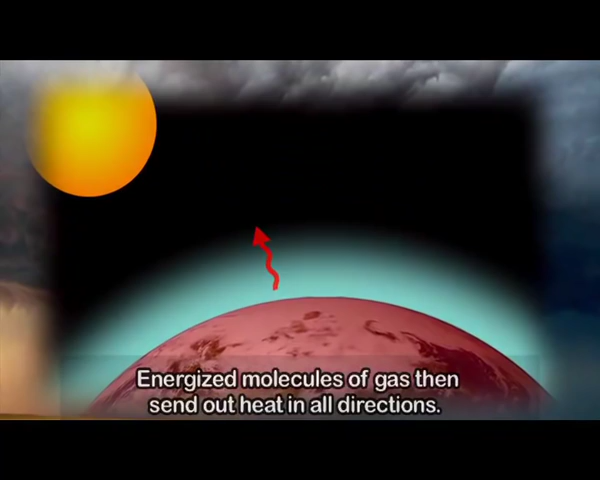 Energized molecules of gas then
send out heat in all directions.